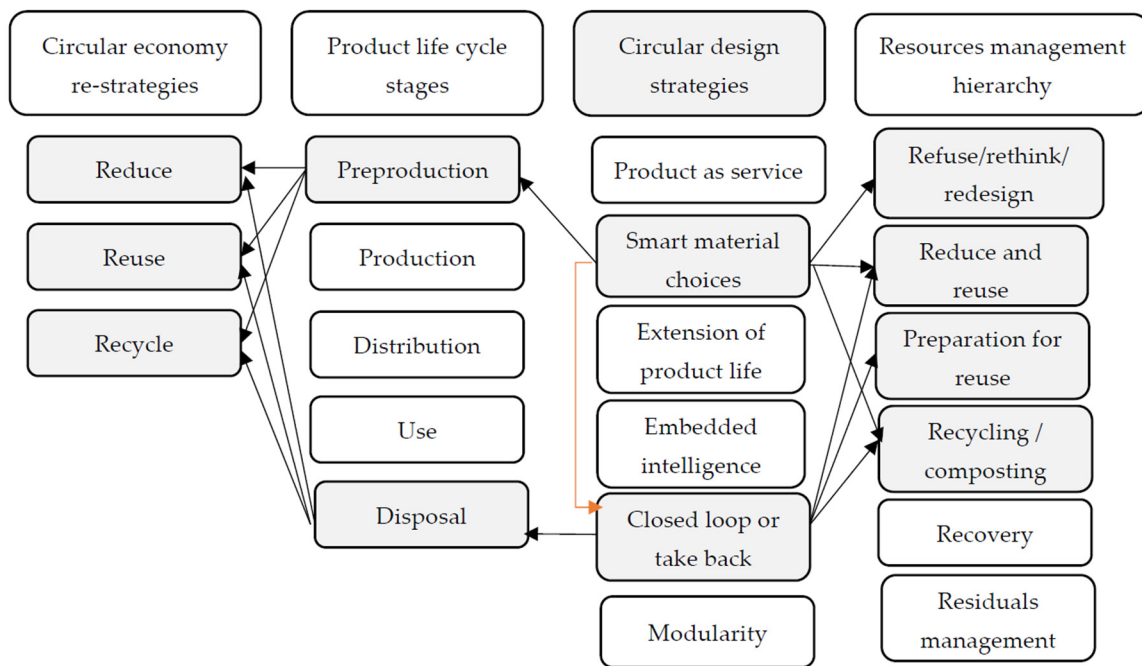 Circular economy
re-strategies
Product life cycle
stages
Circular design
strategies
Resources management
hierarchy
Reduce
Reuse
Recycle
Preproduction
Production
Distribution
Use
Disposal
Product as service
Smart material
choices
Extension of
product life
Embedded
intelligence
Closed loop or
take back
Modularity
Refuse/rethink/
redesign
Reduce and
reuse
Preparation for
reuse
Recycling /
composting
Recovery
Residuals
management